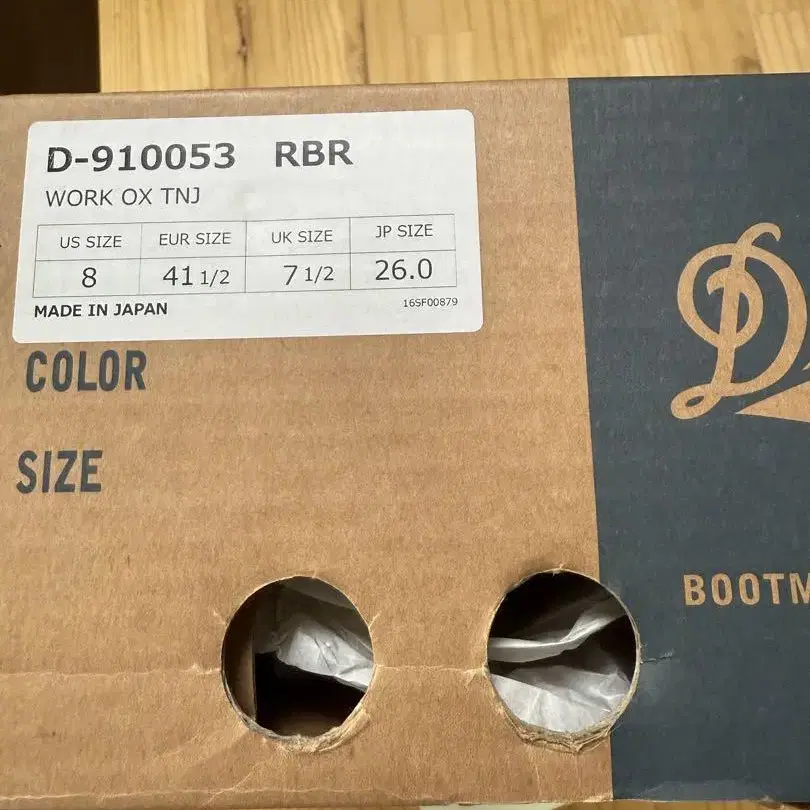 D-910053 RBR
WORK OX TNJ
US SIZE EUR SIZE UK SIZE JP SIZE
8 41 1/2 7 1/2 26.0
MADE IN JAPAN 16SF00879
COLOR
SIZE
D
BOOTM